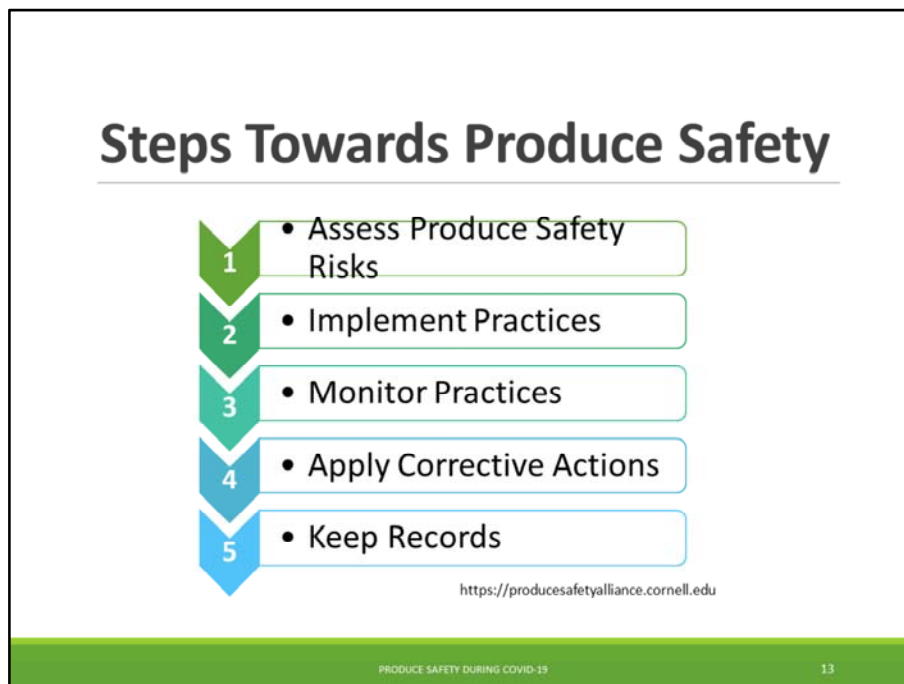 Steps Towards Produce Safety
1
• Assess Produce Safety
Risks
2
• Implement Practices
3
• Monitor Practices
4
• Apply Corrective Actions
5
• Keep Records
https://producesafetyalliance.cornell.edu
PRODUCE SAFETY DURING COVID-19
13